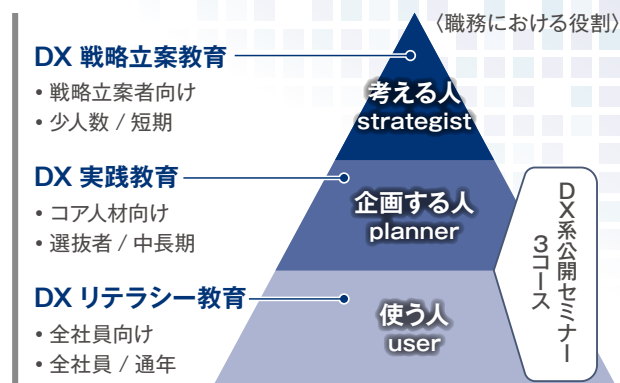 〈職務における役割〉
DX 戦略立案教育
• 戦略立案者向け
• 少人数 / 短期
考える人
strategist
DX 実践教育
• コア人材向け
• 選抜者 / 中長期
企画する人
planner
DX リテラシー教育
• 全社員向け
• 全社員 / 通年
使う人
user
DX系公開セミナー
3コース